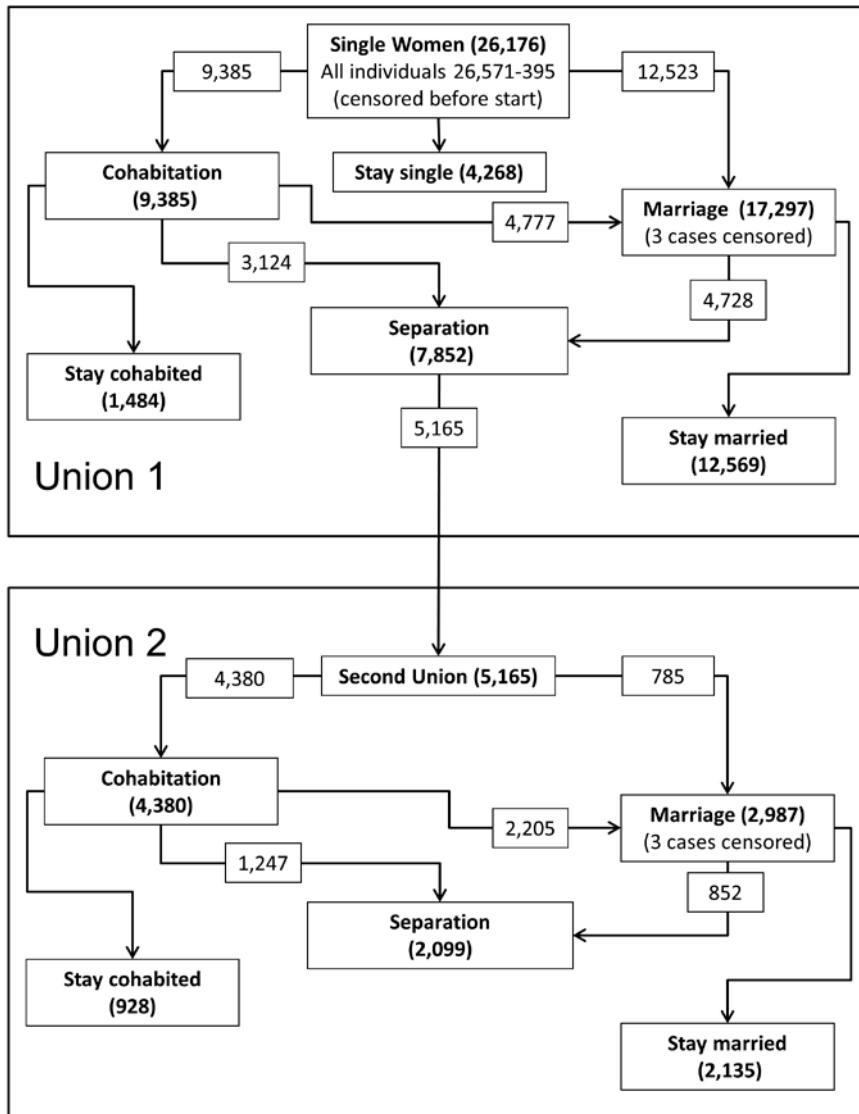 Single Women (26,176)
All individuals 26,571-395
(censored before start)
9,385
12,523
Stay single (4,268)
Cohabitation
(9,385)
4,777
Marriage (17,297)
(3 cases censored)
3,124
4,728
Separation
(7,852)
Stay cohabited
(1,484)
5,165
Stay married
(12,569)
Union 1
Union 2
4,380
Second Union (5,165)
785
Cohabitation
(4,380)
2,205
Marriage (2,987)
(3 cases censored)
1,247
852
Separation
(2,099)
Stay cohabited
(928)
Stay married
(2,135)